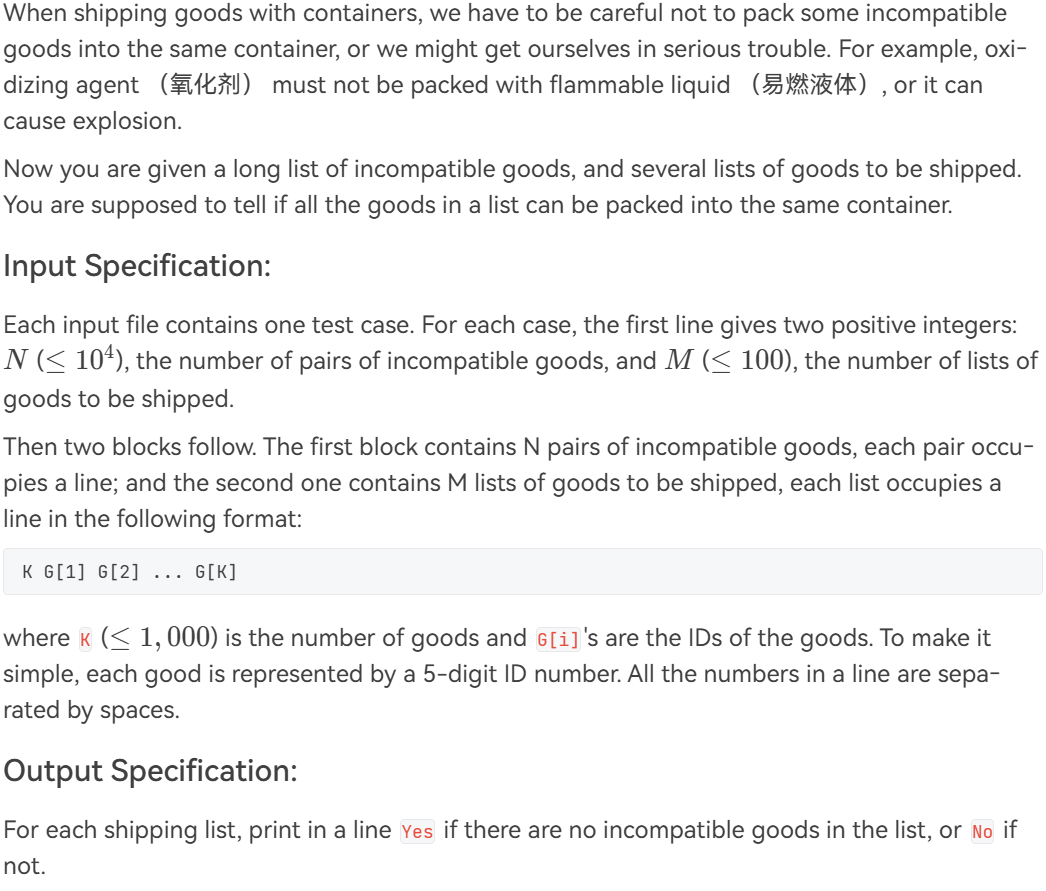 When shipping goods with containers, we have to be careful not to pack some incompatible
goods into the same container, or we might get ourselves in serious trouble. For example, oxi-
dizing agent （氧化剂） must not be packed with flammable liquid （易燃液体）, or it can
cause explosion.
Now you are given a long list of incompatible goods, and several lists of goods to be shipped.
You are supposed to tell if all the goods in a list can be packed into the same container.
Input Specification:
Each input file contains one test case. For each case, the first line gives two positive integers:
N (≤ 10⁴), the number of pairs of incompatible goods, and M (≤ 100), the number of lists of
goods to be shipped.
Then two blocks follow. The first block contains N pairs of incompatible goods, each pair occu-
pies a line; and the second one contains M lists of goods to be shipped, each list occupies a
line in the following format:
K G[1] G[2] ... G[K]
where K (≤ 1, 000) is the number of goods and G[i]'s are the IDs of the goods. To make it
simple, each good is represented by a 5-digit ID number. All the numbers in a line are sepa-
rated by spaces.
Output Specification:
For each shipping list, print in a line Yes if there are no incompatible goods in the list, or No if
not.